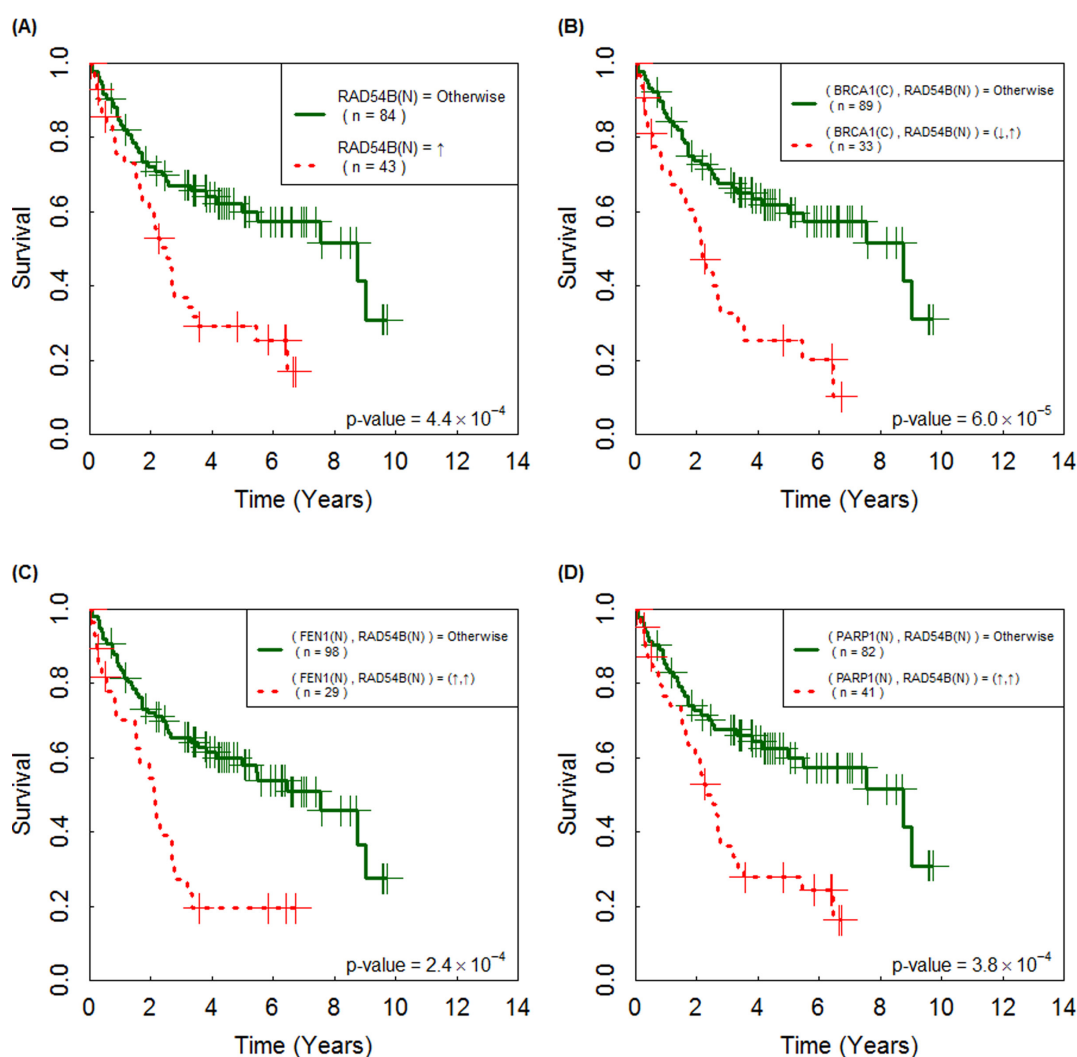 (A)
RAD54B(N) = Otherwise
( n = 84 )
RAD54B(N) = ↑
( n = 43 )
p-value = 4.4 × 10⁻⁴
Survival
0.0 0.2 0.4 0.6 0.8 1.0
0 2 4 6 8 10 12 14
Time (Years)
(B)
( BRCA1(C) , RAD54B(N) ) = Otherwise
( n = 89 )
( BRCA1(C) , RAD54B(N) ) = (↓,↑)
( n = 33 )
p-value = 6.0 × 10⁻⁵
Survival
0.0 0.2 0.4 0.6 0.8 1.0
0 2 4 6 8 10 12 14
Time (Years)
(C)
( FEN1(N) , RAD54B(N) ) = Otherwise
( n = 98 )
( FEN1(N) , RAD54B(N) ) = (↑,↑)
( n = 29 )
p-value = 2.4 × 10⁻⁴
Survival
0.0 0.2 0.4 0.6 0.8 1.0
0 2 4 6 8 10 12 14
Time (Years)
(D)
( PARP1(N) , RAD54B(N) ) = Otherwise
( n = 82 )
( PARP1(N) , RAD54B(N) ) = (↑,↑)
( n = 41 )
p-value = 3.8 × 10⁻⁴
Survival
0.0 0.2 0.4 0.6 0.8 1.0
0 2 4 6 8 10 12 14
Time (Years)